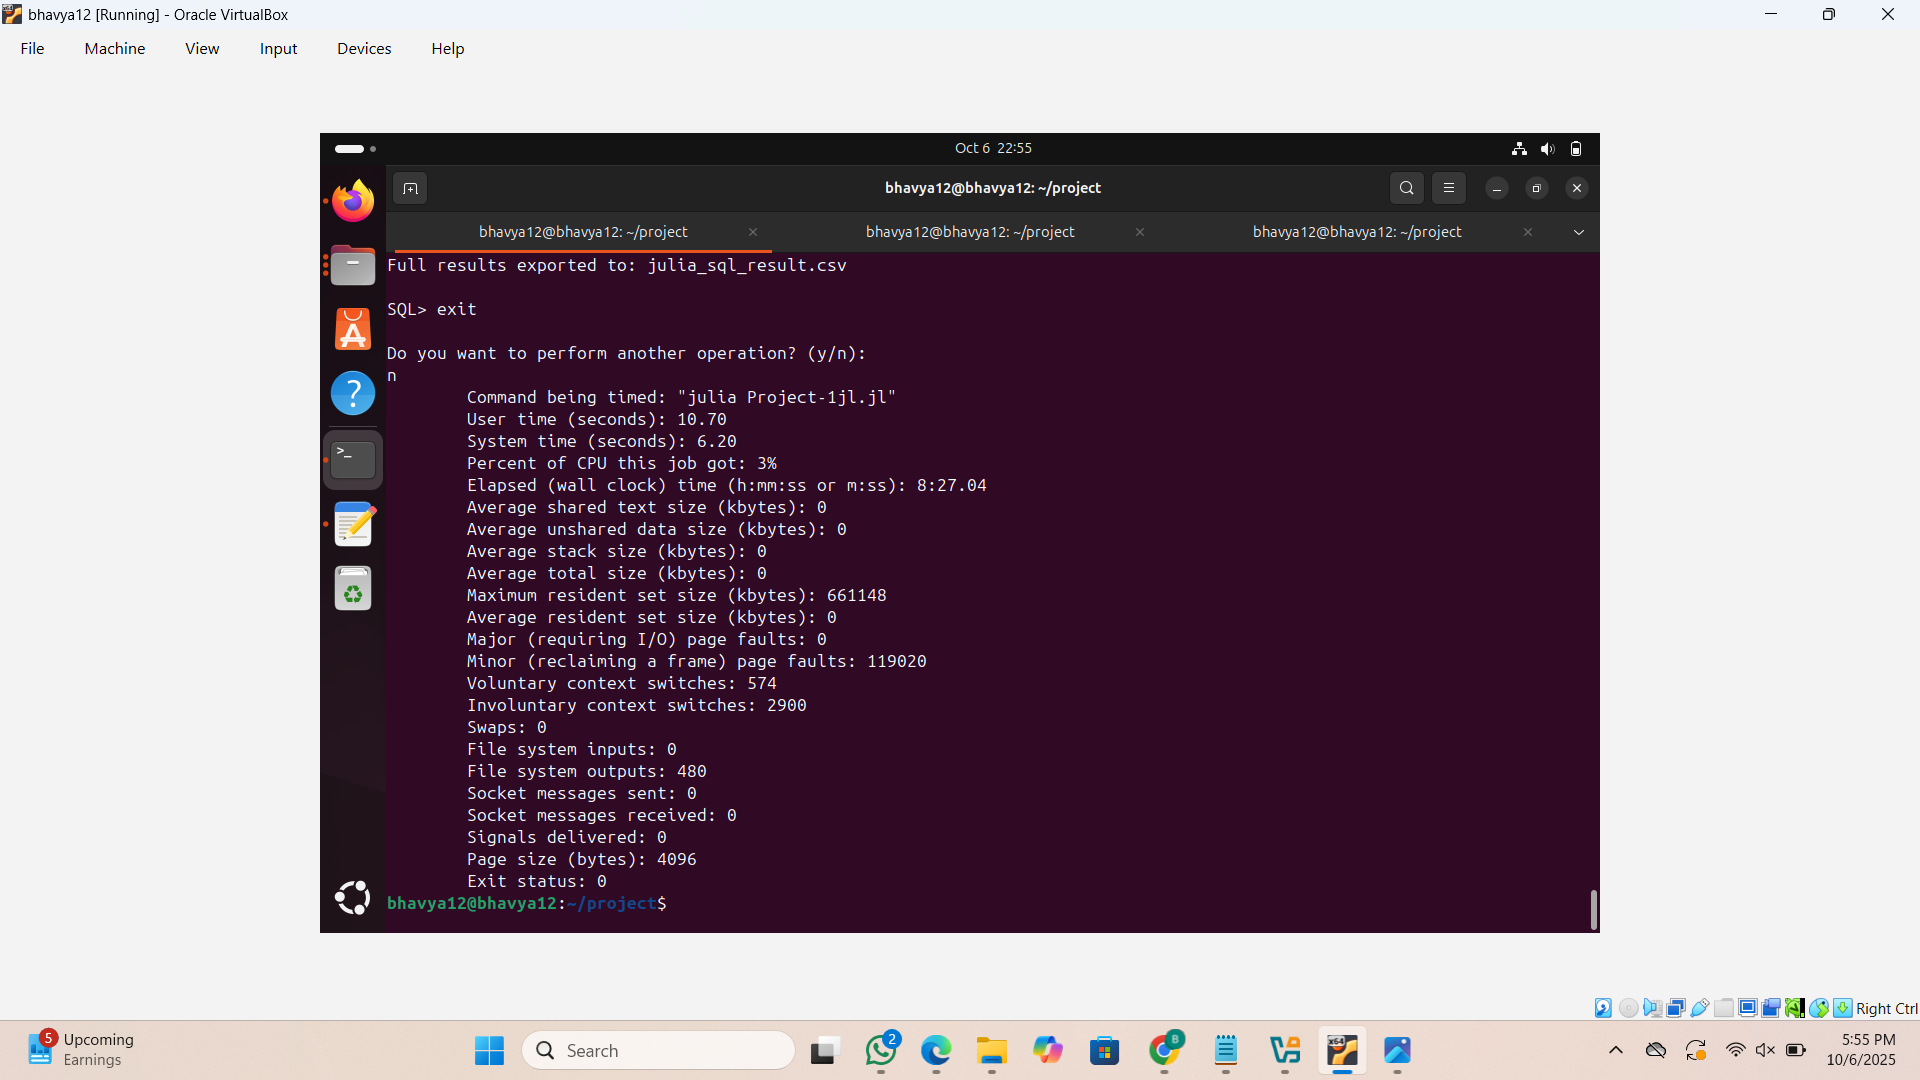 bhavya12 [Running] - Oracle VirtualBox
File Machine View Input Devices Help
Oct 6 22:55
bhavya12@bhavya12: ~/project
bhavya12@bhavya12: ~/project bhavya12@bhavya12: ~/project bhavya12@bhavya12: ~/project
Full results exported to: julia_sql_result.csv
SQL> exit
Do you want to perform another operation? (y/n):
n
Command being timed: "julia Project-1jl.jl"
User time (seconds): 10.70
System time (seconds): 6.20
Percent of CPU this job got: 3%
Elapsed (wall clock) time (h:mm:ss or m:ss): 8:27.04
Average shared text size (kbytes): 0
Average unshared data size (kbytes): 0
Average stack size (kbytes): 0
Average total size (kbytes): 0
Maximum resident set size (kbytes): 661148
Average resident set size (kbytes): 0
Major (requiring I/O) page faults: 0
Minor (reclaiming a frame) page faults: 119020
Voluntary context switches: 574
Involuntary context switches: 2900
Swaps: 0
File system inputs: 0
File system outputs: 480
Socket messages sent: 0
Socket messages received: 0
Signals delivered: 0
Page size (bytes): 4096
Exit status: 0
bhavya12@bhavya12:~/project$
Right Ctrl
5
Upcoming
Earnings
Search
2
B
x64
5:55 PM
10/6/2025